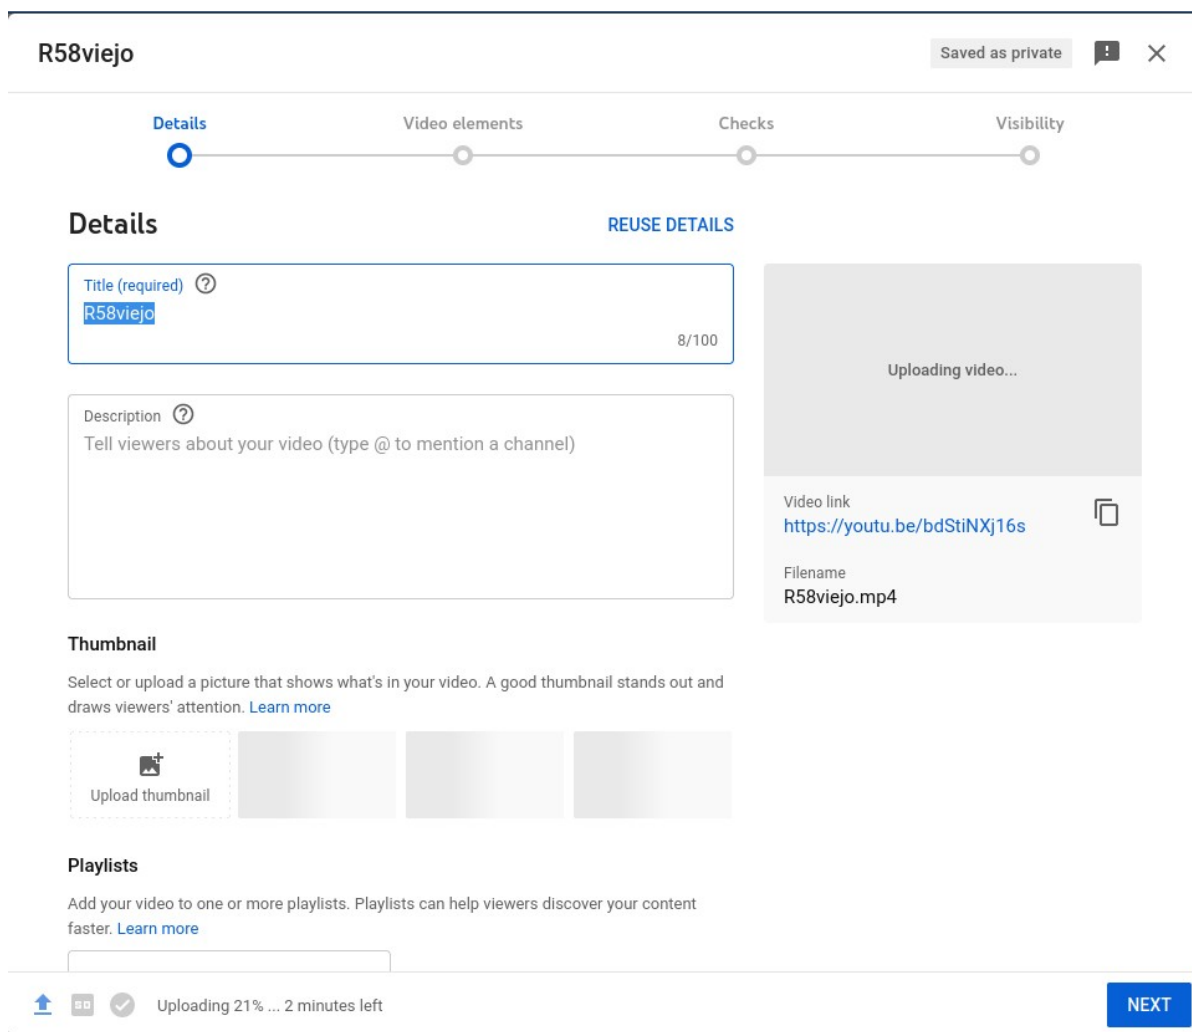 R58viejo
Saved as private
Details
Video elements
Checks
Visibility
Details
REUSE DETAILS
Title (required)
R58viejo
8/100
Description
Tell viewers about your video (type @ to mention a channel)
Uploading video...
Video link
https://youtu.be/bdStiNXj16s
Filename
R58viejo.mp4
Thumbnail
Select or upload a picture that shows what's in your video. A good thumbnail stands out and
draws viewers' attention. Learn more
Upload thumbnail
Playlists
Add your video to one or more playlists. Playlists can help viewers discover your content
faster. Learn more
SD
Uploading 21% ... 2 minutes left
NEXT